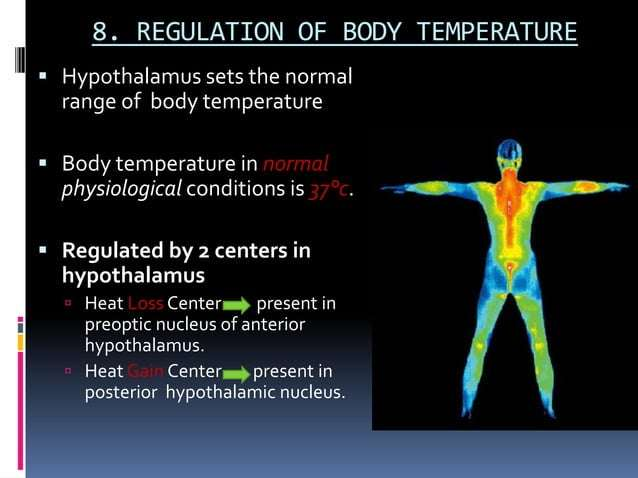 8. REGULATION OF BODY TEMPERATURE
Hypothalamus sets the normal
range of body temperature
Body temperature in normal
physiological conditions is 37°c.
Regulated by 2 centers in
hypothalamus
Heat Loss Center present in
preoptic nucleus of anterior
hypothalamus.
Heat Gain Center present in
posterior hypothalamic nucleus.